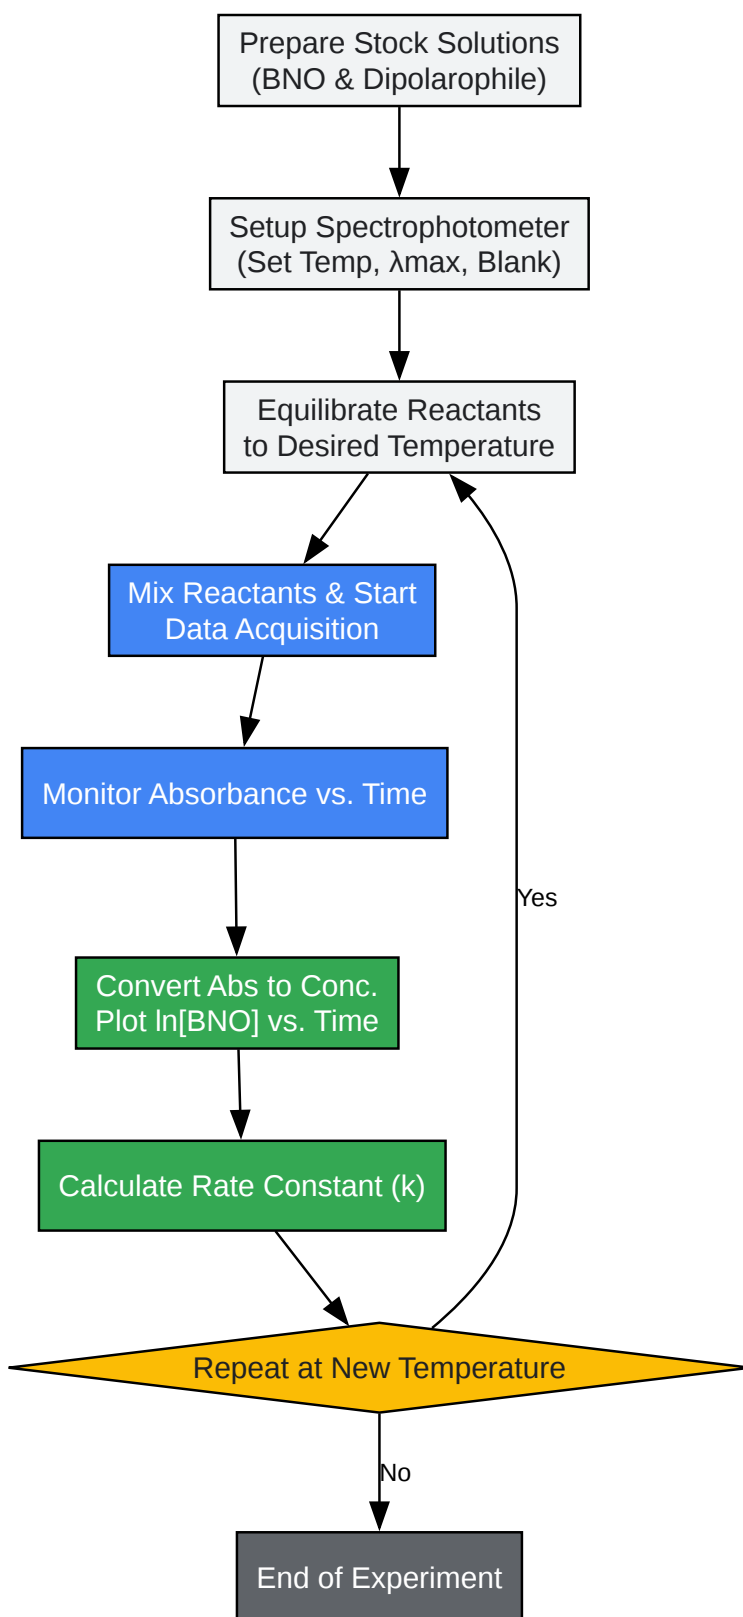 Prepare Stock Solutions
(BNO & Dipolarophile)
Setup Spectrophotometer
(Set Temp, λmax, Blank)
Equilibrate Reactants
to Desired Temperature
Mix Reactants & Start
Data Acquisition
Monitor Absorbance vs. Time
Yes
Convert Abs to Conc.
Plot ln[BNO] vs. Time
Calculate Rate Constant (k)
Repeat at New Temperature
No
End of Experiment